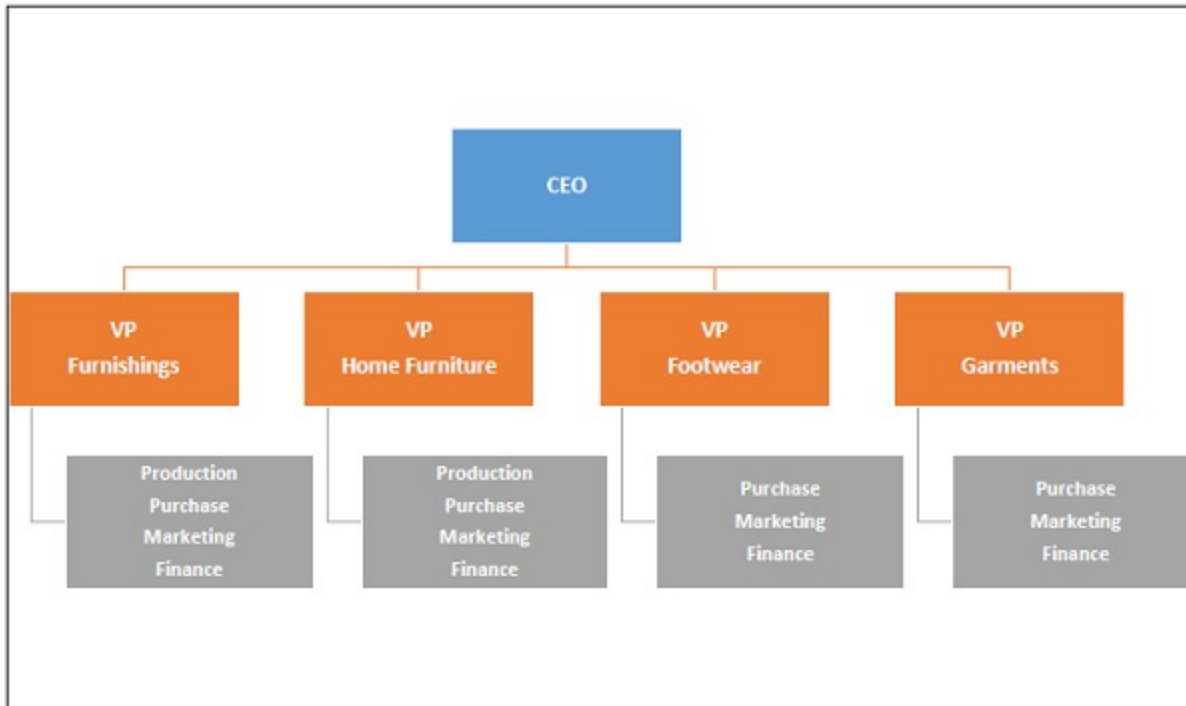 CEO
VP
Furnishings
VP
Home Furniture
VP
Footwear
VP
Garments
Production
Purchase
Marketing
Finance
Production
Purchase
Marketing
Finance
Purchase
Marketing
Finance
Purchase
Marketing
Finance